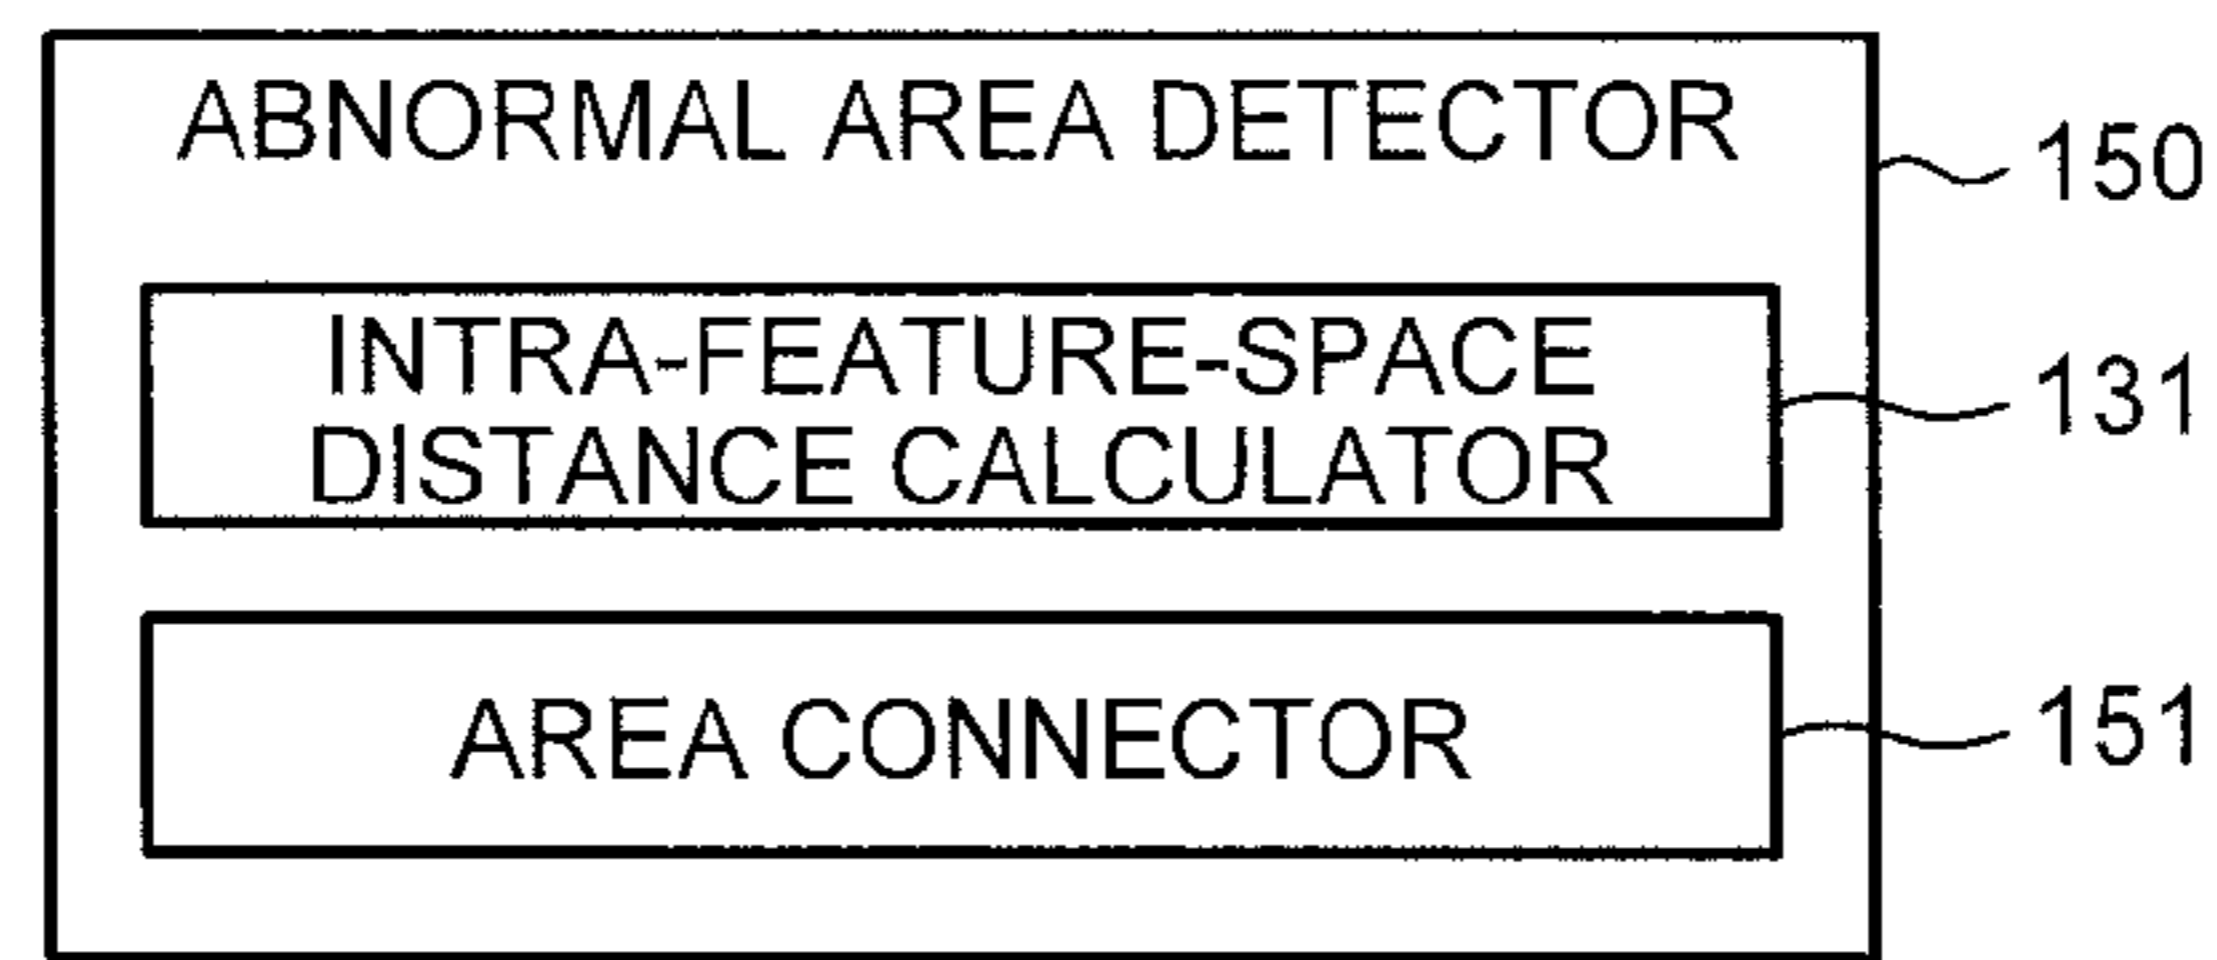 ABNORMAL AREA DETECTOR
150
INTRA-FEATURE-SPACE
DISTANCE CALCULATOR
131
AREA CONNECTOR
151